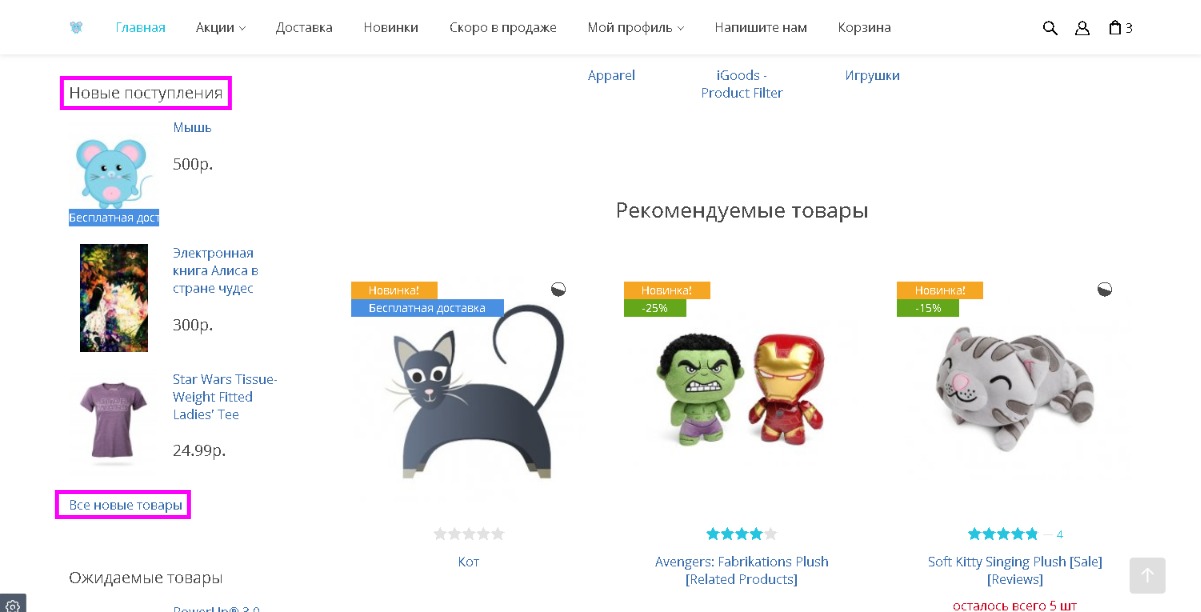 Главная Акции Доставка Новинки Скоро в продаже Мой профиль Напишите нам Корзина 3
Новые поступления
Мышь
500р.
Бесплатная дост
Электронная
книга Алиса в
стране чудес
300р.
Star Wars Tissue-
Weight Fitted
Ladies’ Tee
24.99р.
Все новые товары
Ожидаемые товары
PowerUp® 3.0
Apparel
iGoods -
Product Filter
Игрушки
Рекомендуемые товары
Новинка!
Бесплатная доставка
Кот
Новинка!
-25%
Avengers: Fabrikations Plush
[Related Products]
Новинка!
-15%
— 4
Soft Kitty Singing Plush [Sale]
[Reviews]
осталось всего 5 шт